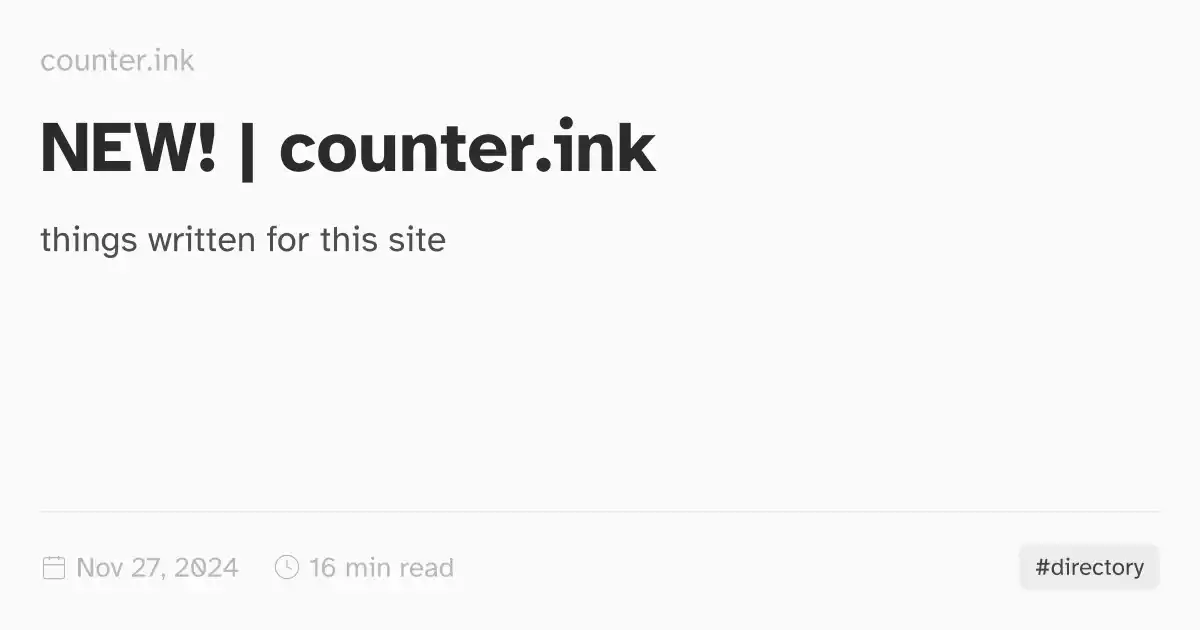 counter.ink
NEW! | counter.ink
things written for this site
Nov 27, 2024 16 min read #directory